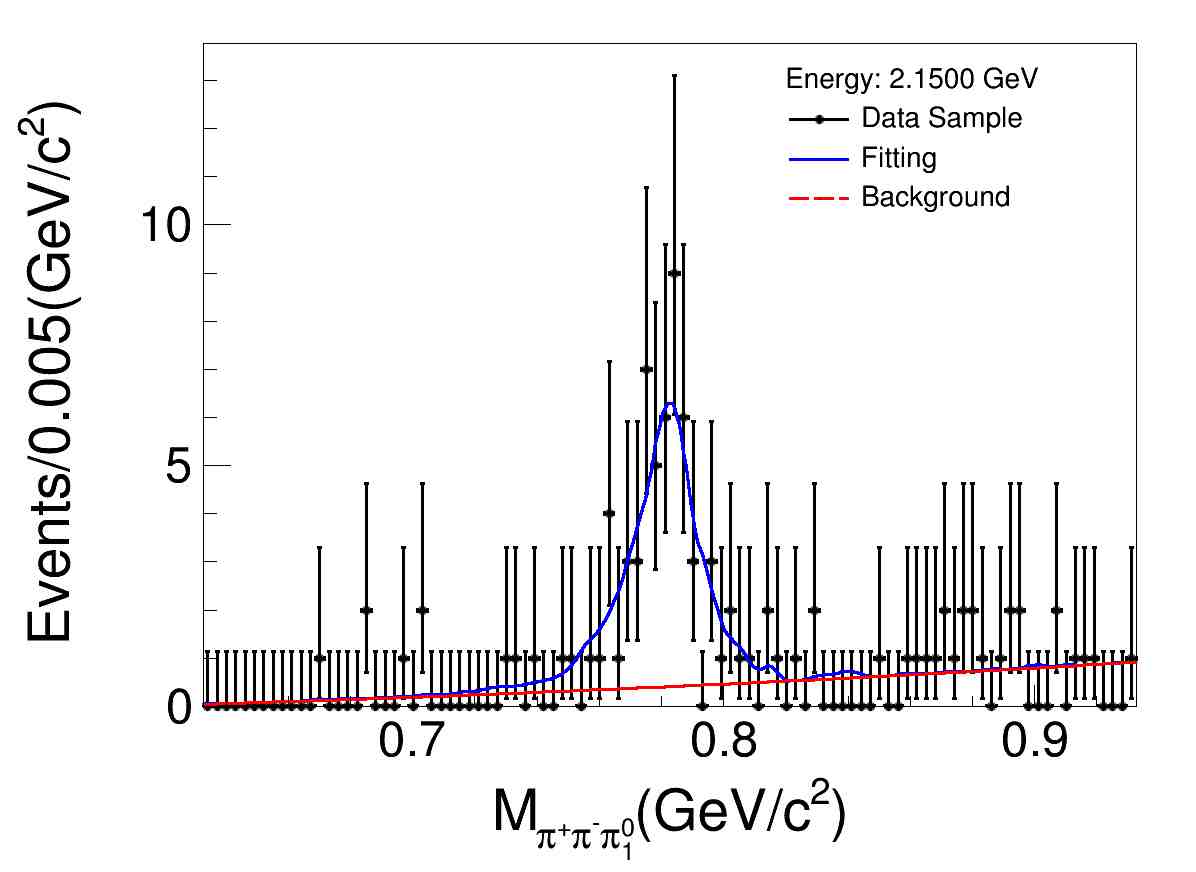 Energy: 2.1500 GeV
Data Sample
Fitting
Background
Events/0.005(GeV/c²)
10
5
0
0.7 0.8 0.9
M_{π⁺π⁻π⁰₁}(GeV/c²)